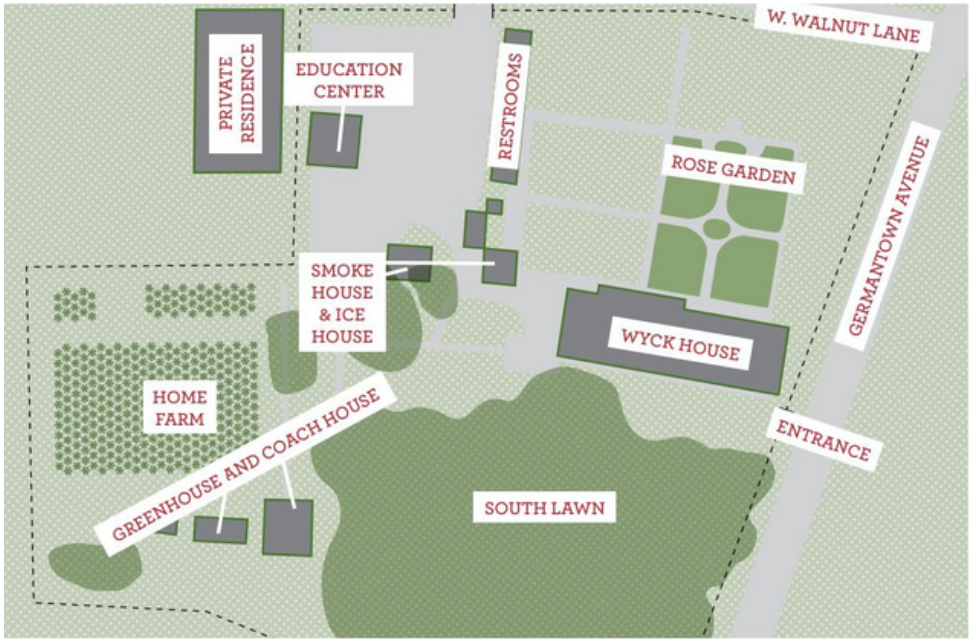 W. WALNUT LANE
PRIVATE
RESIDENCE
EDUCATION
CENTER
RESTROOMS
ROSE GARDEN
GERMANTOWN AVENUE
SMOKE
HOUSE
& ICE
HOUSE
WYCK HOUSE
HOME
FARM
GREENHOUSE AND COACH HOUSE
ENTRANCE
SOUTH LAWN